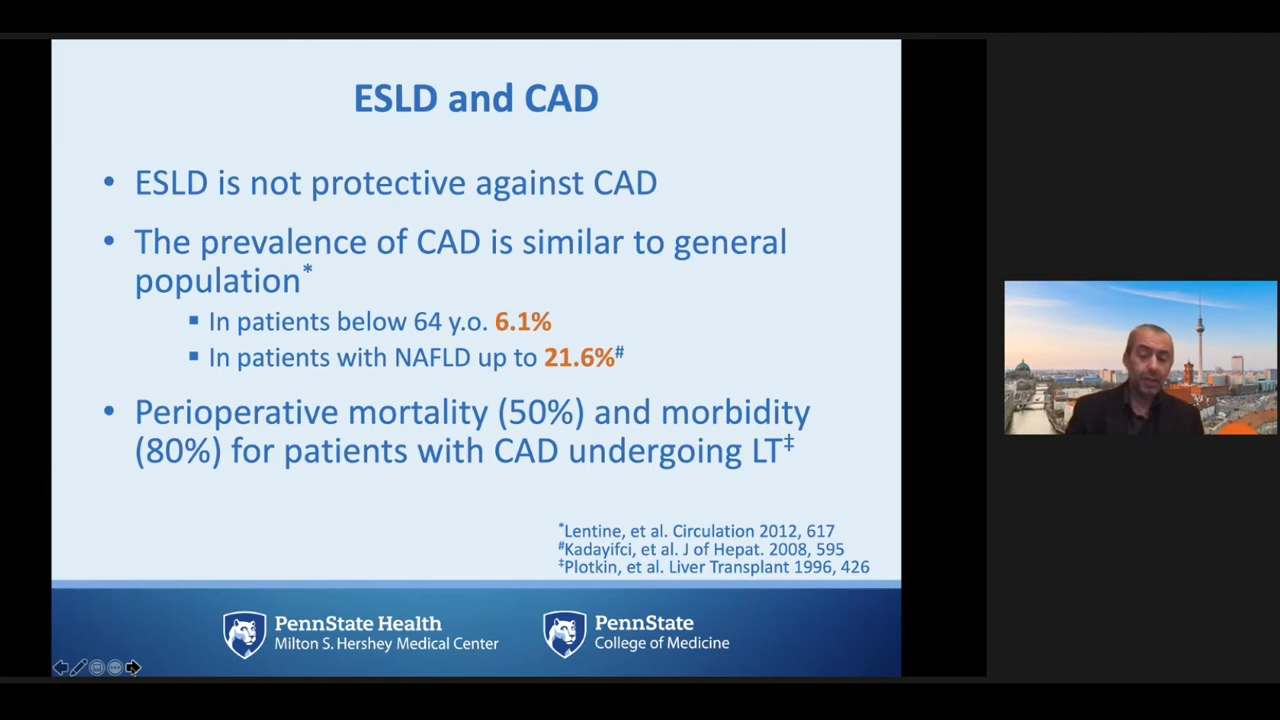 ESLD and CAD
• ESLD is not protective against CAD
• The prevalence of CAD is similar to general
population*
▪ In patients below 64 y.o. 6.1%
▪ In patients with NAFLD up to 21.6%#
• Perioperative mortality (50%) and morbidity
(80%) for patients with CAD undergoing LT‡
*Lentine, et al. Circulation 2012, 617
#Kadayifci, et al. J of Hepat. 2008, 595
‡Plotkin, et al. Liver Transplant 1996, 426
PennState Health
Milton S. Hershey Medical Center
PennState
College of Medicine